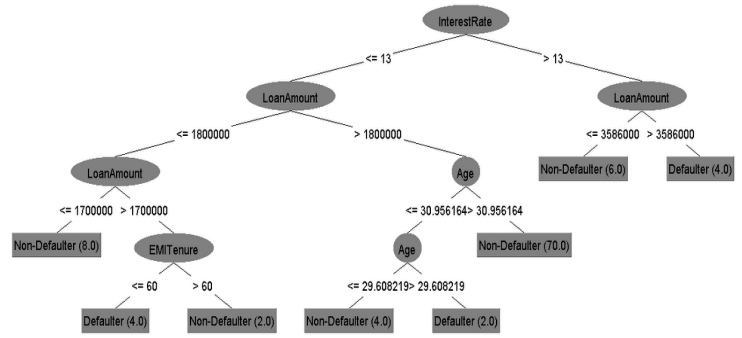 InterestRate
<= 13
> 13
LoanAmount
LoanAmount
<= 1800000
> 1800000
<= 3586000
> 3586000
LoanAmount
Age
Non-Defaulter (6.0)
Defaulter (4.0)
<= 1700000
> 1700000
<= 30.956164
> 30.956164
Non-Defaulter (8.0)
EMITenure
Age
Non-Defaulter (70.0)
<= 60
> 60
<= 29.608219
> 29.608219
Defaulter (4.0)
Non-Defaulter (2.0)
Non-Defaulter (4.0)
Defaulter (2.0)